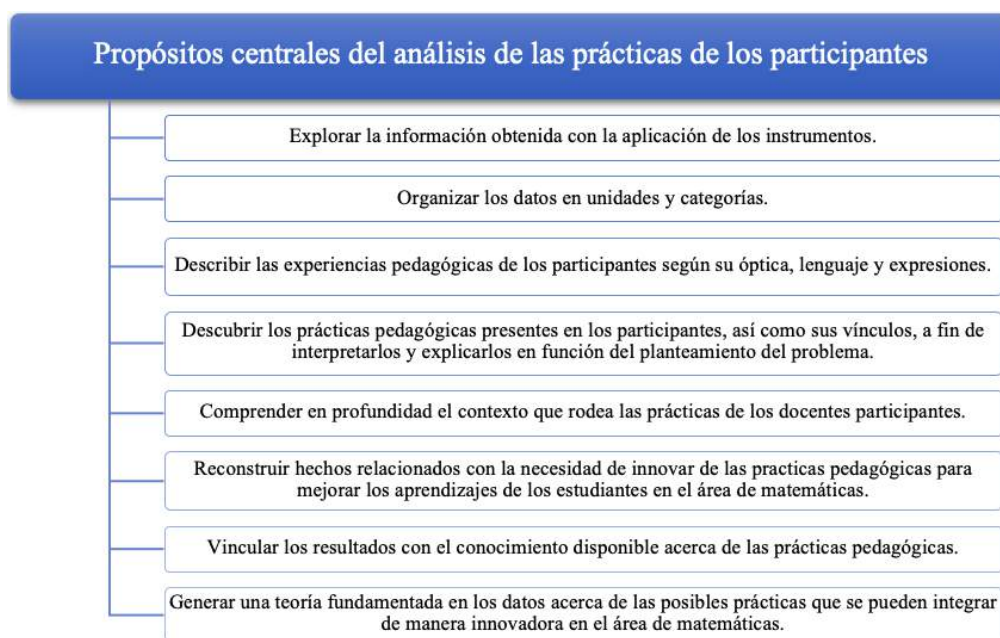 Propósitos centrales del análisis de las prácticas de los participantes
Explorar la información obtenida con la aplicación de los instrumentos.
Organizar los datos en unidades y categorías.
Describir las experiencias pedagógicas de los participantes según su óptica, lenguaje y expresiones.
Descubrir los prácticas pedagógicas presentes en los participantes, así como sus vínculos, a fin de
interpretarlos y explicarlos en función del planteamiento del problema.
Comprender en profundidad el contexto que rodea las prácticas de los docentes participantes.
Reconstruir hechos relacionados con la necesidad de innovar de las practicas pedagógicas para
mejorar los aprendizajes de los estudiantes en el área de matemáticas.
Vincular los resultados con el conocimiento disponible acerca de las prácticas pedagógicas.
Generar una teoría fundamentada en los datos acerca de las posibles prácticas que se pueden integrar
de manera innovadora en el área de matemáticas.